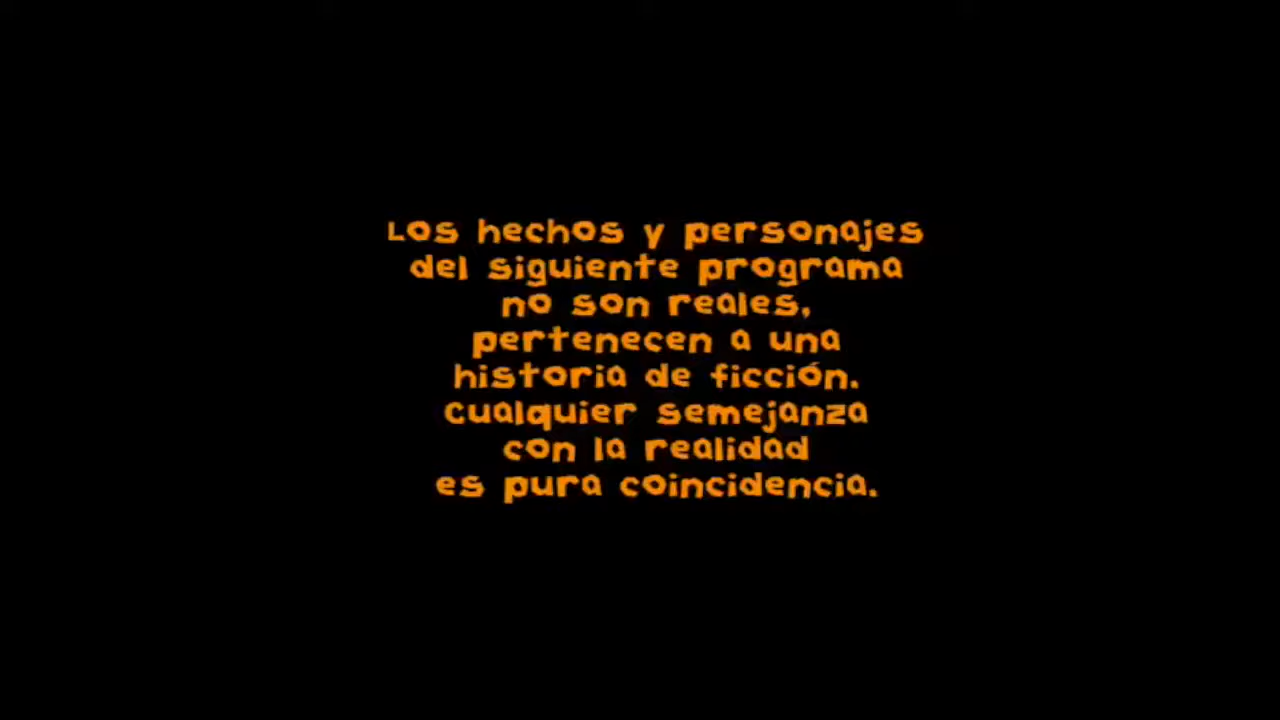 Los hechos y personajes
del siguiente programa
no son reales,
pertenecen a una
historia de ficción.
cualquier semejanza
con la realidad
es pura coincidencia.